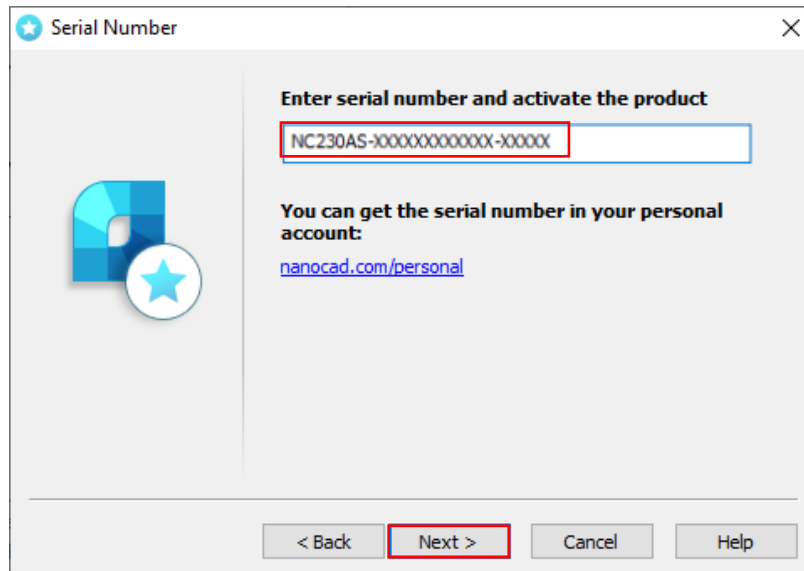 Serial Number
Enter serial number and activate the product
NC230AS-XXXXXXXXXXXX-XXXXX
You can get the serial number in your personal
account:
nanocad.com/personal
< Back Next > Cancel Help